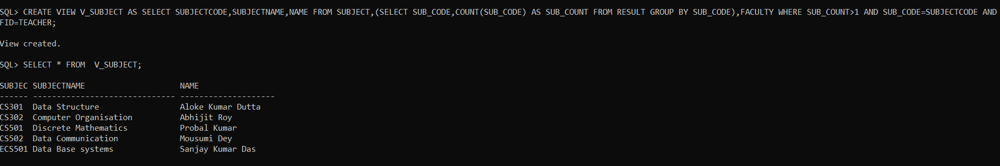 SQL> CREATE VIEW V_SUBJECT AS SELECT SUBJECTCODE,SUBJECTNAME,NAME FROM SUBJECT,(SELECT SUB_CODE,COUNT(SUB_CODE) AS SUB_COUNT FROM RESULT GROUP BY SUB_CODE),FACULTY WHERE SUB_COUNT>1 AND SUB_CODE=SUBJECTCODE AND
FID=TEACHER;
View created.
SQL> SELECT * FROM  V_SUBJECT;
SUBJEC SUBJECTNAME                    NAME
------ ------------------------------ --------------------
CS301  Data Structure                 Aloke Kumar Dutta
CS302  Computer Organisation          Abhijit Roy
CS501  Discrete Mathematics           Probal Kumar
CS502  Data Communication             Mousumi Dey
ECS501 Data Base systems              Sanjay Kumar Das